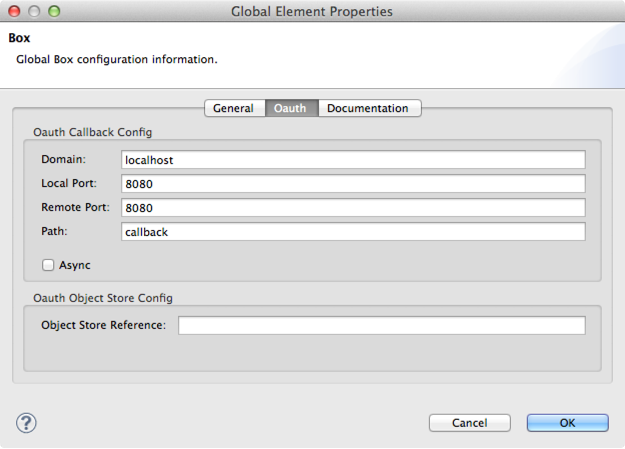 Global Element Properties
Box
Global Box configuration information.
General Oauth Documentation
Oauth Callback Config
Domain: localhost
Local Port: 8080
Remote Port: 8080
Path: callback
Async
Oauth Object Store Config
Object Store Reference:
? Cancel OK